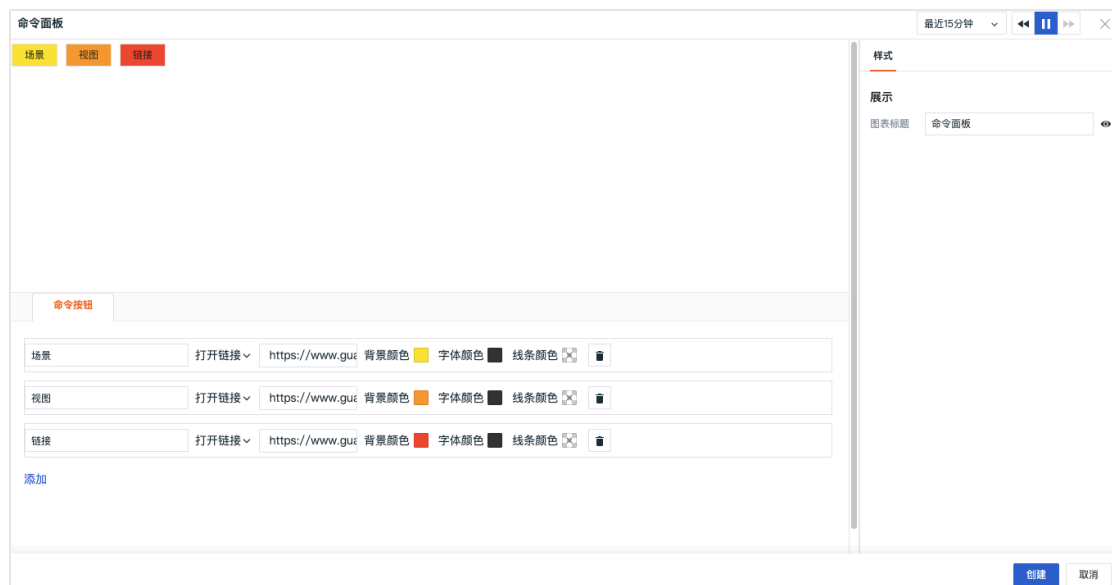 命令面板
最近15分钟
场景 视图 链接
样式
展示
图表标题 命令面板
命令按钮
场景 打开链接 https://www.gua 背景颜色 字体颜色 线条颜色
视图 打开链接 https://www.gua 背景颜色 字体颜色 线条颜色
链接 打开链接 https://www.gua 背景颜色 字体颜色 线条颜色
添加
创建 取消